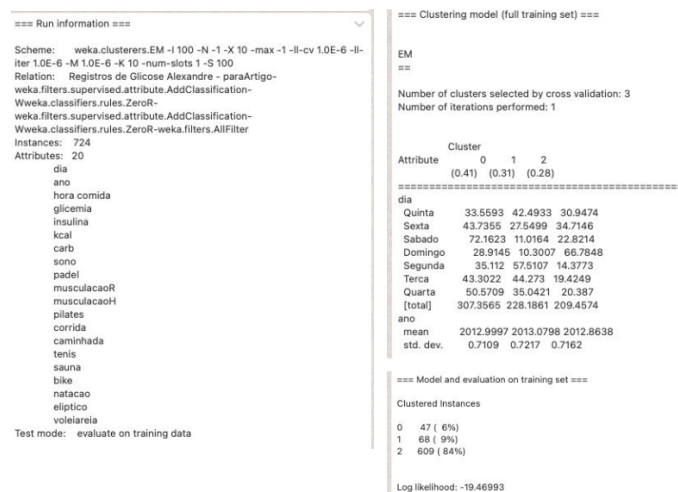 === Run information ===
Scheme: weka.clusterers.EM -I 100 -N -1 -X 10 -max -1 -ll-cv 1.0E-6 -ll-
iter 1.0E-6 -M 1.0E-6 -K 10 -num-slots 1 -S 100
Relation: Registros de Glicose Alexandre - paraArtigo-
weka.filters.supervised.attribute.AddClassification-
Wweka.classifiers.rules.ZeroR-
weka.filters.supervised.attribute.AddClassification-
Wweka.classifiers.rules.ZeroR-weka.filters.AllFilter
Instances: 724
Attributes: 20
dia
ano
hora comida
glicemia
insulina
kcal
carb
sono
padel
musculacaoR
musculacaoH
pilates
corrida
caminhada
tenis
sauna
bike
natacao
eliptico
voleiareia
Test mode: evaluate on training data
=== Clustering model (full training set) ===
EM
==
Number of clusters selected by cross validation: 3
Number of iterations performed: 1
Cluster
Attribute 0 1 2
(0.41) (0.31) (0.28)
==============================================
dia
Quinta 33.5593 42.4933 30.9474
Sexta 43.7355 27.5499 34.7146
Sabado 72.1623 11.0164 22.8214
Domingo 28.9145 10.3007 66.7848
Segunda 35.112 57.5107 14.3773
Terca 43.3022 44.273 19.4249
Quarta 50.5709 35.0421 20.387
[total] 307.3565 228.1861 209.4574
ano
mean 2012.9997 2013.0798 2012.8638
std. dev. 0.7109 0.7217 0.7162
=== Model and evaluation on training set ===
Clustered Instances
0 47 ( 6%)
1 68 ( 9%)
2 609 ( 84%)
Log likelihood: -19.46993